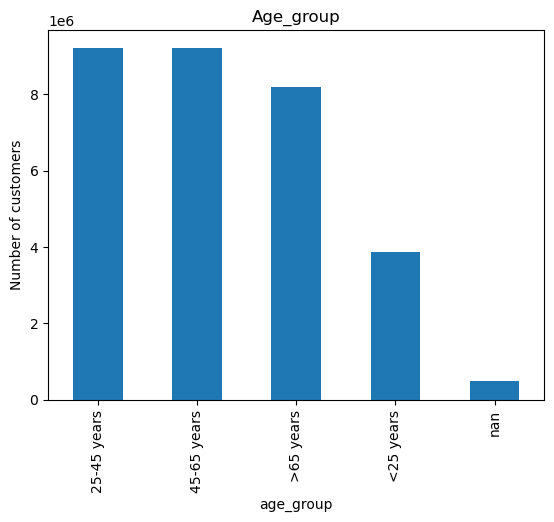 Age_group
1e6
8
6
4
2
0
Number of customers
25-45 years
45-65 years
>65 years
<25 years
nan
age_group